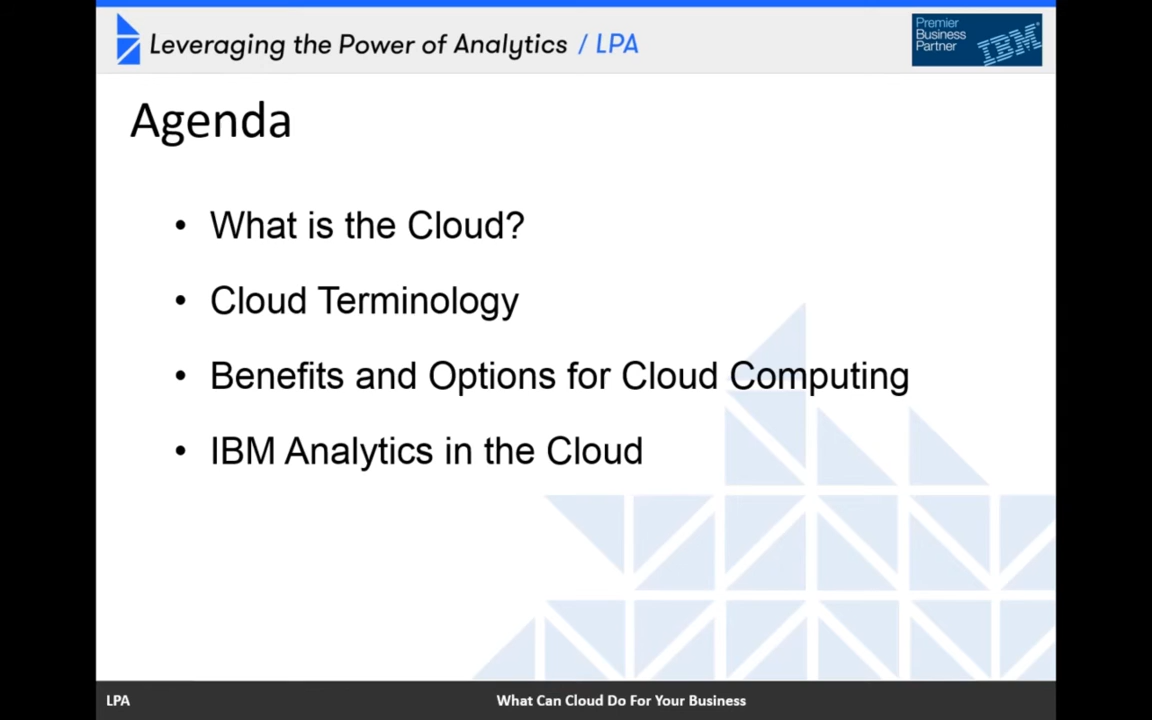 Leveraging the Power of Analytics / LPA
Premier
Business
Partner
IBM
Agenda
• What is the Cloud?
• Cloud Terminology
• Benefits and Options for Cloud Computing
• IBM Analytics in the Cloud
LPA
What Can Cloud Do For Your Business